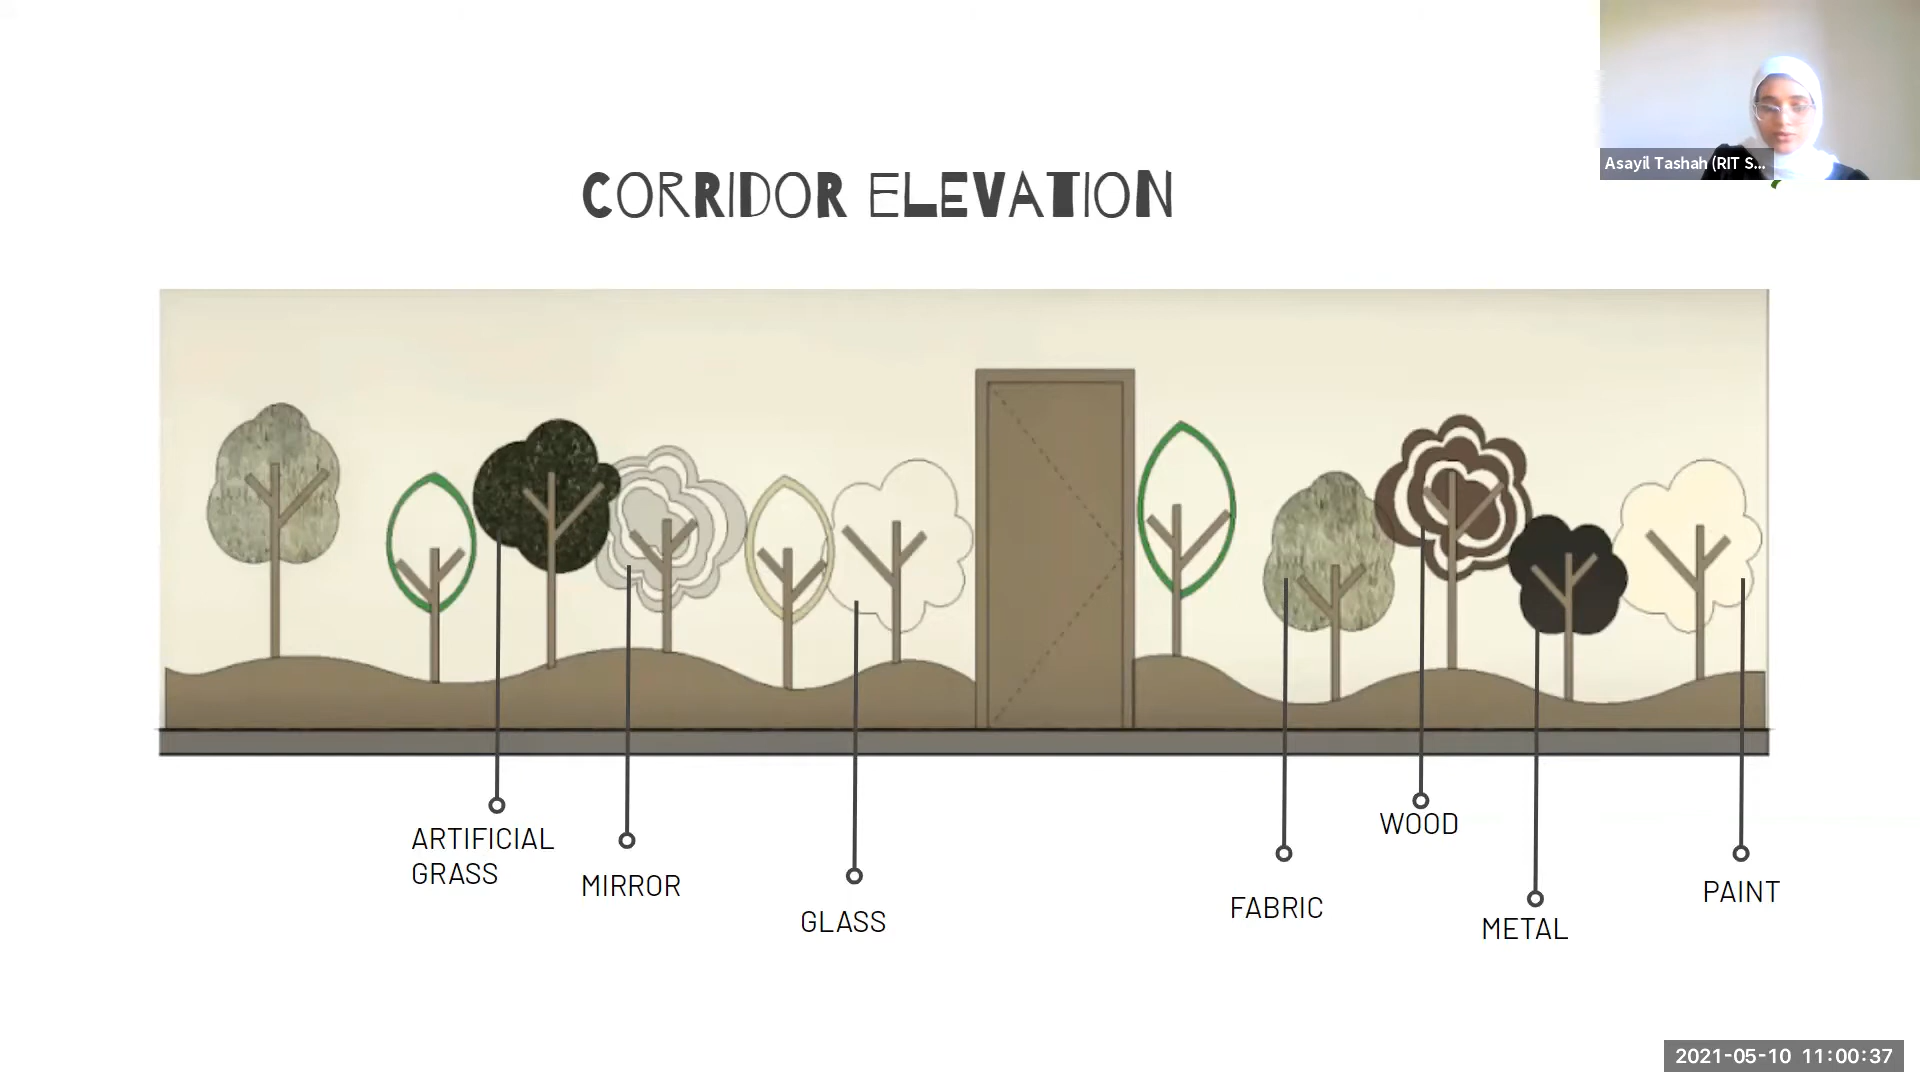 Asayil Tashah (RIT S...
CORRIDOR ELEVATION
ARTIFICIAL
GRASS
MIRROR
GLASS
FABRIC
WOOD
METAL
PAINT
2021-05-10 11:00:37